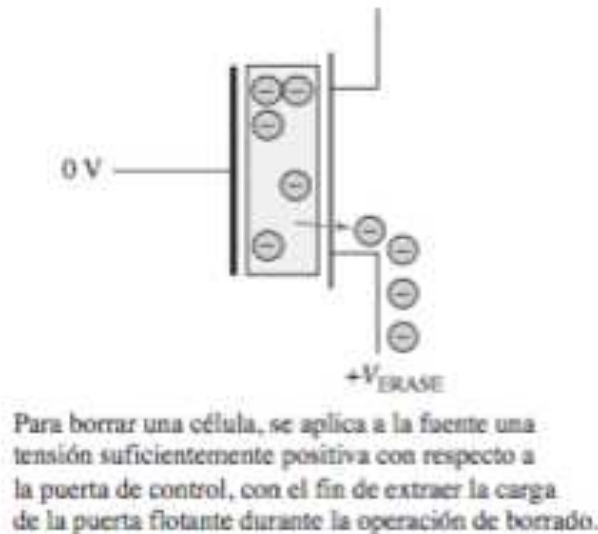 0 V
+V_ERASE
Para borrar una célula, se aplica a la fuente una
tensión suficientemente positiva con respecto a
la puerta de control, con el fin de extraer la carga
de la puerta flotante durante la operación de borrado.